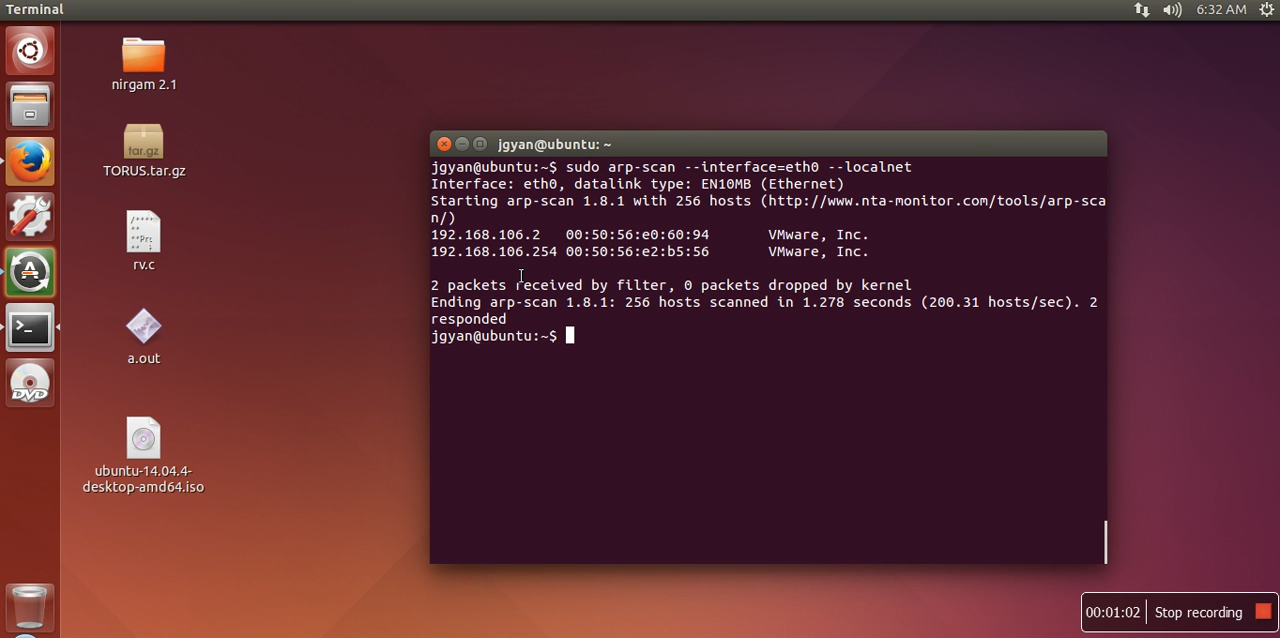 Terminal
6:32 AM
nirgam 2.1
tar.gz
TORUS.tar.gz
rv.c
a.out
ubuntu-14.04.4-
desktop-amd64.iso
DVD
jgyan@ubuntu: ~
jgyan@ubuntu:~$ sudo arp-scan --interface=eth0 --localnet
Interface: eth0, datalink type: EN10MB (Ethernet)
Starting arp-scan 1.8.1 with 256 hosts (http://www.nta-monitor.com/tools/arp-sca
n/)
192.168.106.2 00:50:56:e0:60:94 VMware, Inc.
192.168.106.254 00:50:56:e2:b5:56 VMware, Inc.
2 packets received by filter, 0 packets dropped by kernel
Ending arp-scan 1.8.1: 256 hosts scanned in 1.278 seconds (200.31 hosts/sec). 2
responded
jgyan@ubuntu:~$
00:01:02 Stop recording